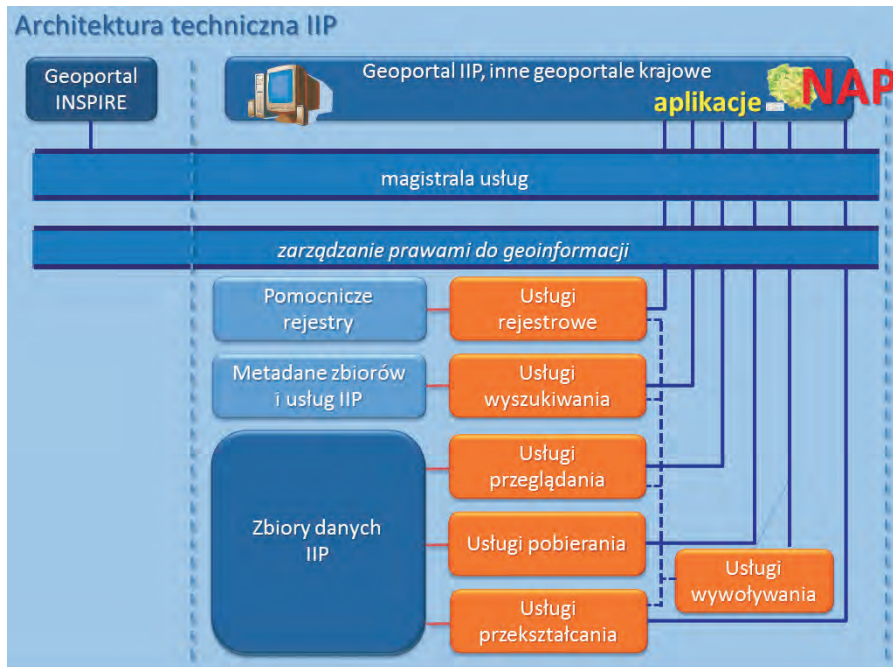 Architektura techniczna IIP
Geoportal
INSPIRE
Geoportal IIP, inne geoportale krajowe
aplikacje
NAP
magistrala usług
zarządzanie prawami do geoinformacji
Pomocnicze
rejestry
Usługi
rejestrowe
Metadane zbiorów
i usług IIP
Usługi
wyszukiwania
Zbiory danych
IIP
Usługi
przeglądania
Usługi pobierania
Usługi
wywoływania
Usługi
przekształcania